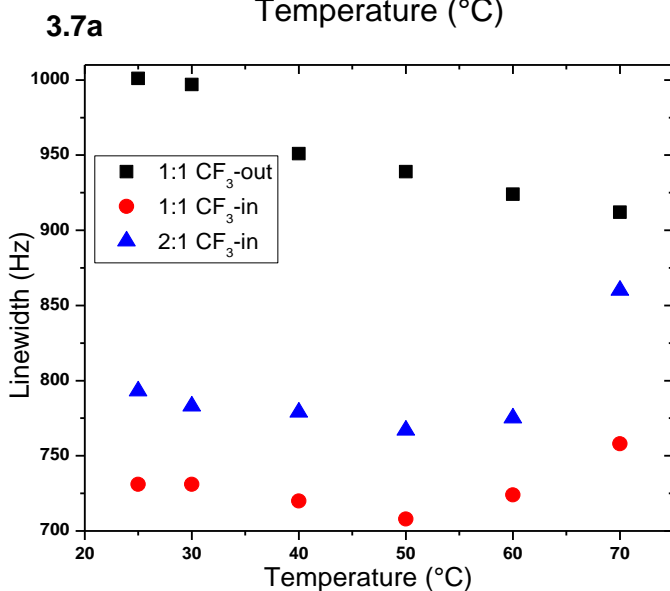 Temperature (°C)
3.7a
1000
950
900
850
800
750
700
Linewidth (Hz)
1:1 CF₃-out
1:1 CF₃-in
2:1 CF₃-in
20 30 40 50 60 70
Temperature (°C)